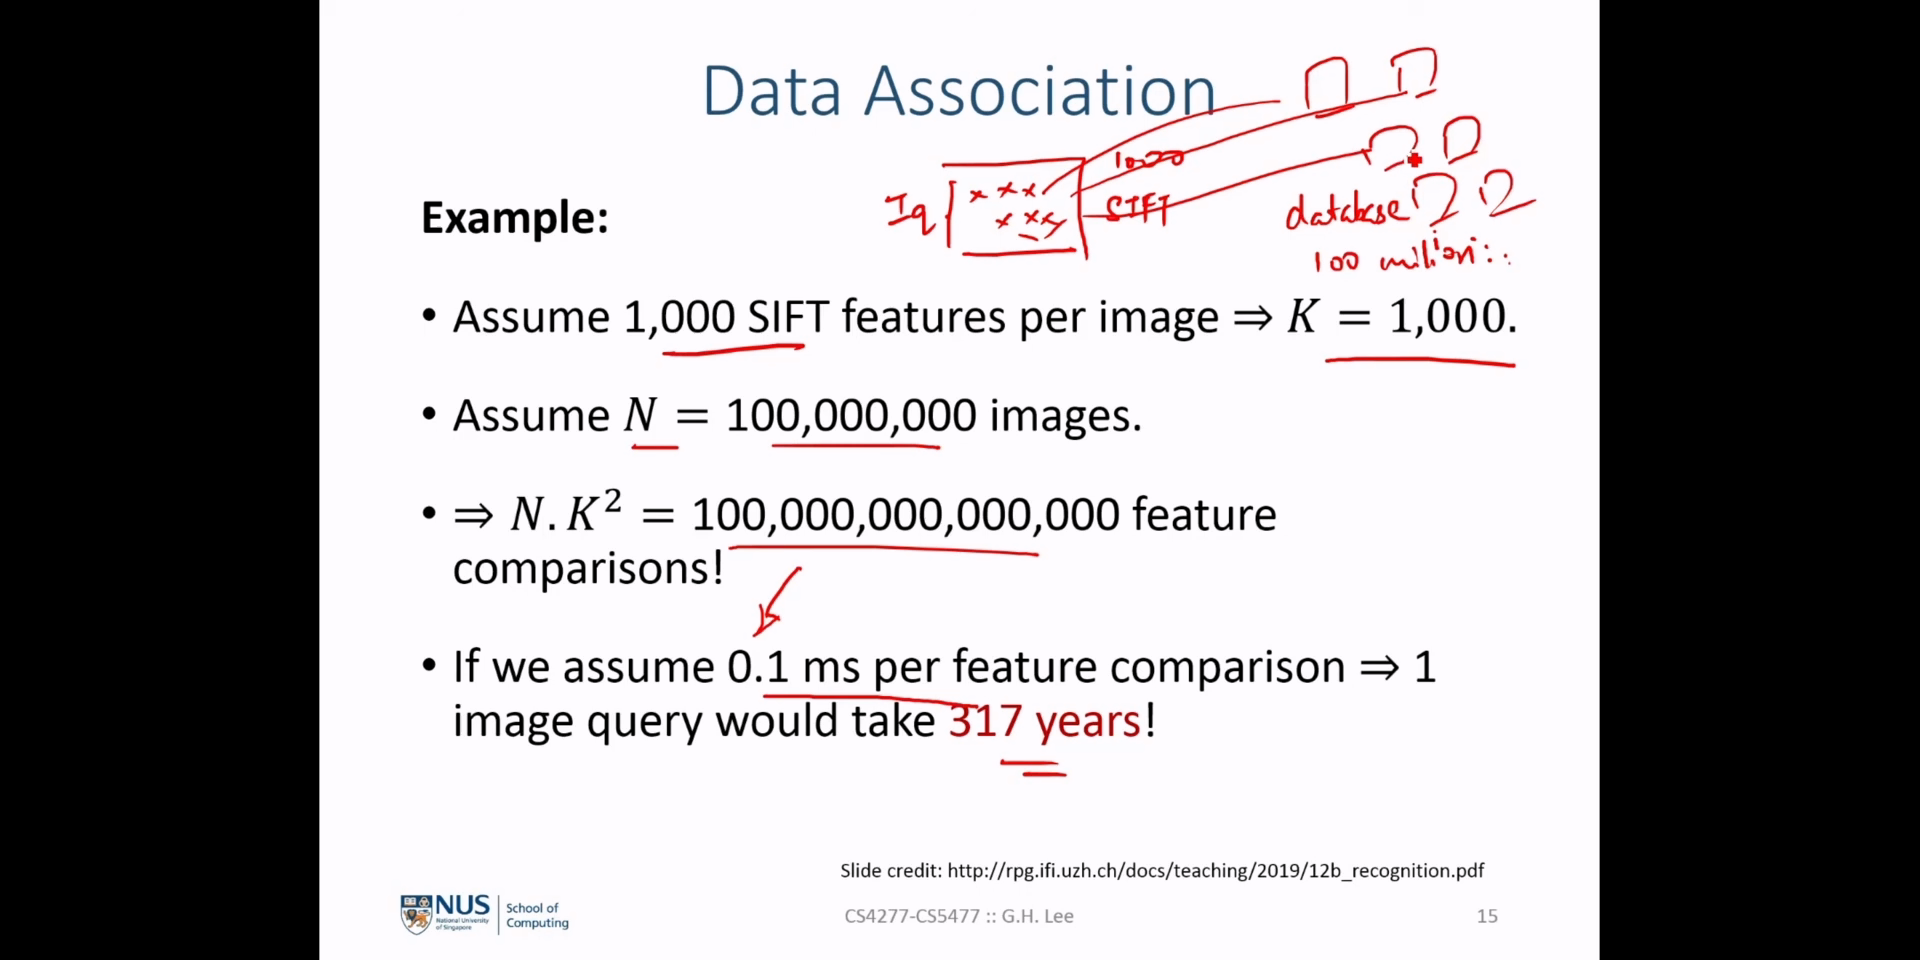 Data Association
1000
Iq
SIFT
database
100 million
Example:
• Assume 1,000 SIFT features per image ⇒ K = 1,000.
• Assume N = 100,000,000 images.
• ⇒ N.K² = 100,000,000,000,000 feature
comparisons!
• If we assume 0.1 ms per feature comparison ⇒ 1
image query would take 317 years!
Slide credit: http://rpg.ifi.uzh.ch/docs/teaching/2019/12b_recognition.pdf
NUS
National University
of Singapore
School of
Computing
CS4277-CS5477 :: G.H. Lee
15